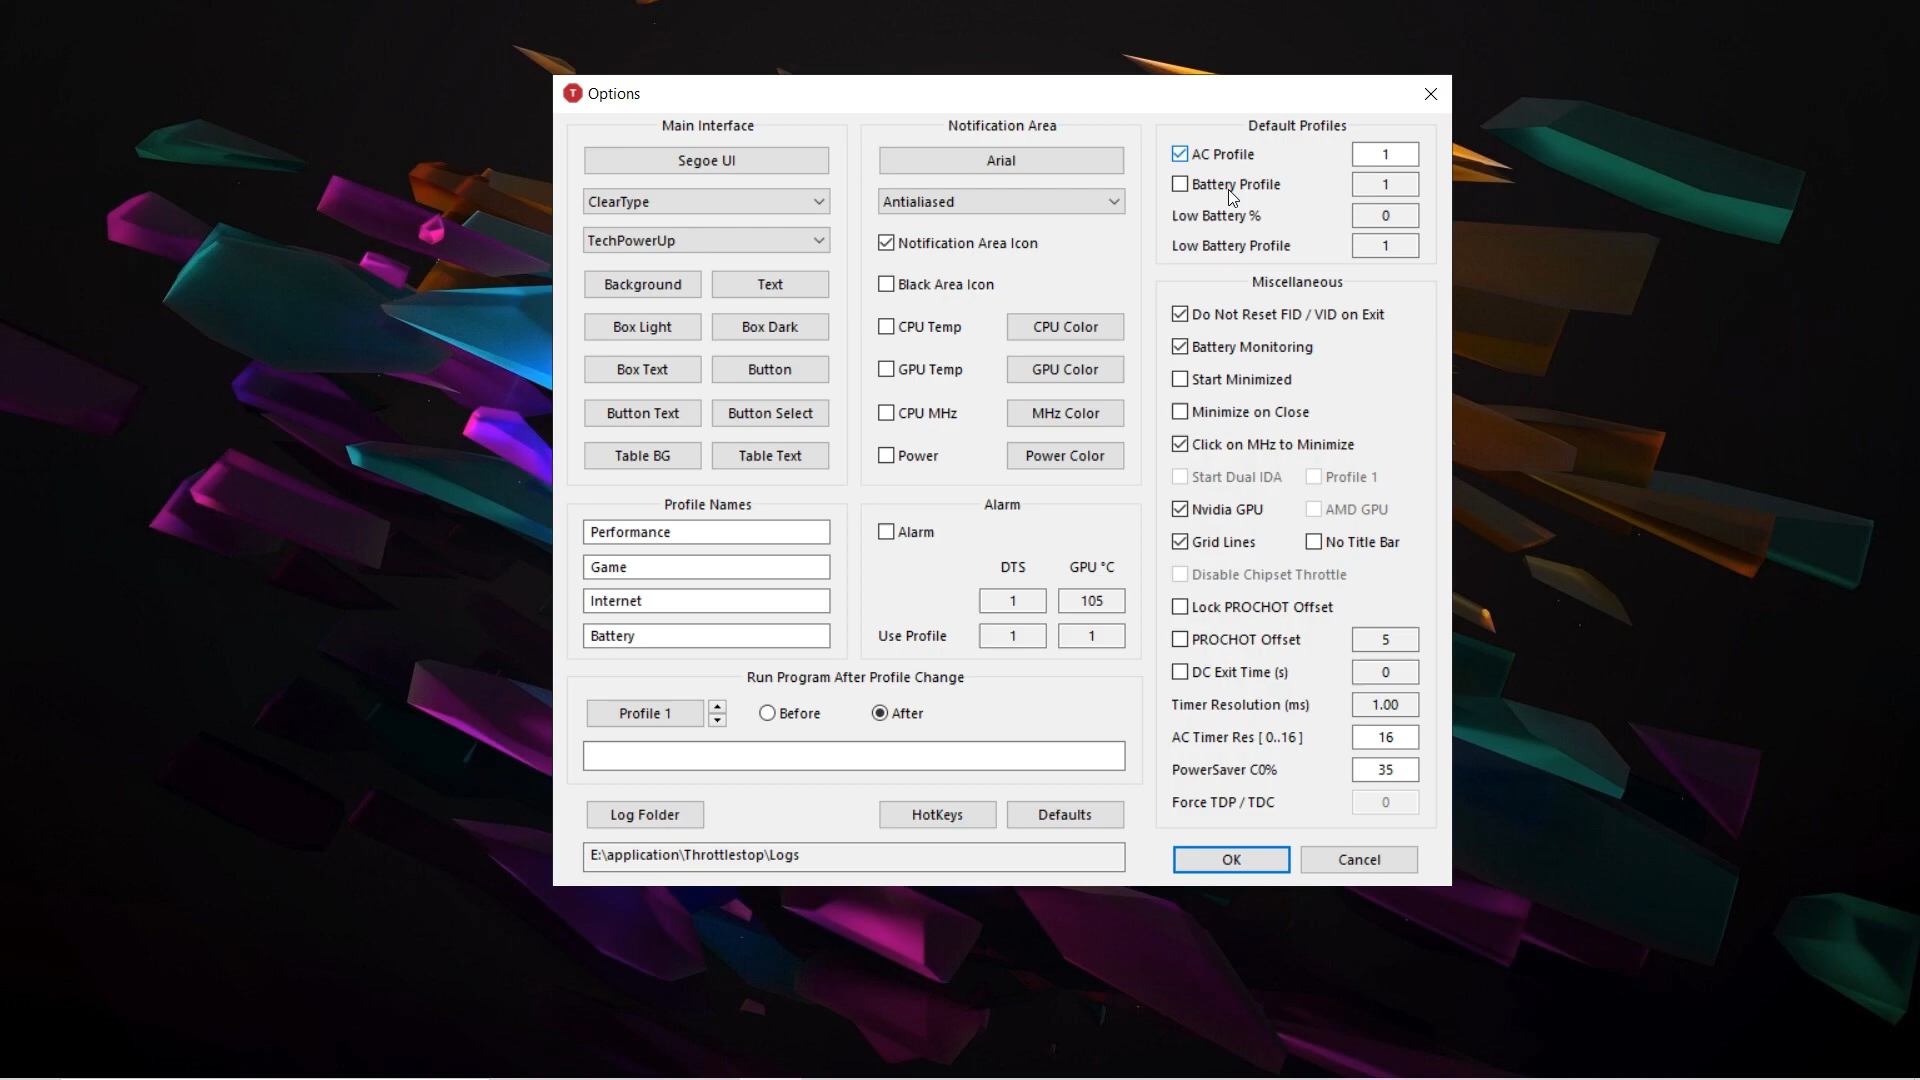 T Options
Main Interface
Segoe UI
ClearType
TechPowerUp
Background Text
Box Light Box Dark
Box Text Button
Button Text Button Select
Table BG Table Text
Notification Area
Arial
Antialiased
Notification Area Icon
Black Area Icon
CPU Temp CPU Color
GPU Temp GPU Color
CPU MHz MHz Color
Power Power Color
Default Profiles
AC Profile 1
Battery Profile 1
Low Battery % 0
Low Battery Profile 1
Miscellaneous
Do Not Reset FID / VID on Exit
Battery Monitoring
Start Minimized
Minimize on Close
Click on MHz to Minimize
Start Dual IDA Profile 1
Nvidia GPU AMD GPU
Grid Lines No Title Bar
Disable Chipset Throttle
Lock PROCHOT Offset
PROCHOT Offset 5
DC Exit Time (s) 0
Timer Resolution (ms) 1.00
AC Timer Res [ 0..16 ] 16
PowerSaver C0% 35
Force TDP / TDC 0
Profile Names
Performance
Game
Internet
Battery
Alarm
Alarm
DTS GPU °C
1 105
Use Profile 1 1
Run Program After Profile Change
Profile 1 Before After
Log Folder HotKeys Defaults
E:\application\Throttlestop\Logs
OK Cancel